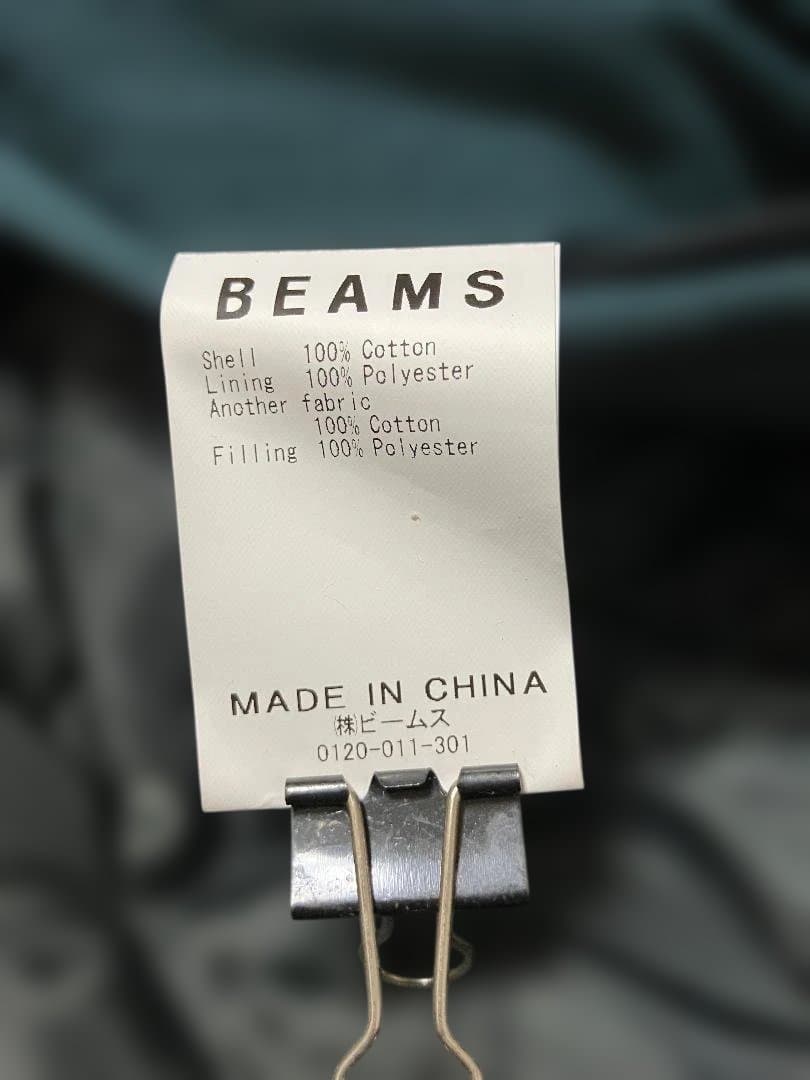 BEAMS
Shell 100% Cotton
Lining 100% Polyester
Another fabric
100% Cotton
Filling 100% Polyester
MADE IN CHINA
㈱ビームス
0120-011-301